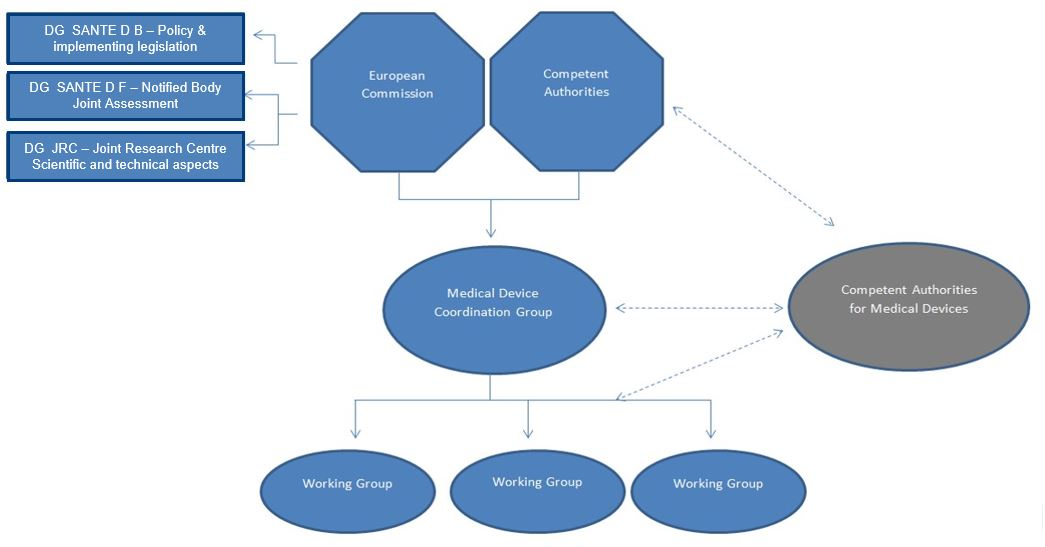 DG SANTE D B – Policy &
implementing legislation
DG SANTE D F – Notified Body
Joint Assessment
DG JRC – Joint Research Centre
Scientific and technical aspects
European
Commission
Competent
Authorities
Medical Device
Coordination Group
Competent Authorities
for Medical Devices
Working Group
Working Group
Working Group